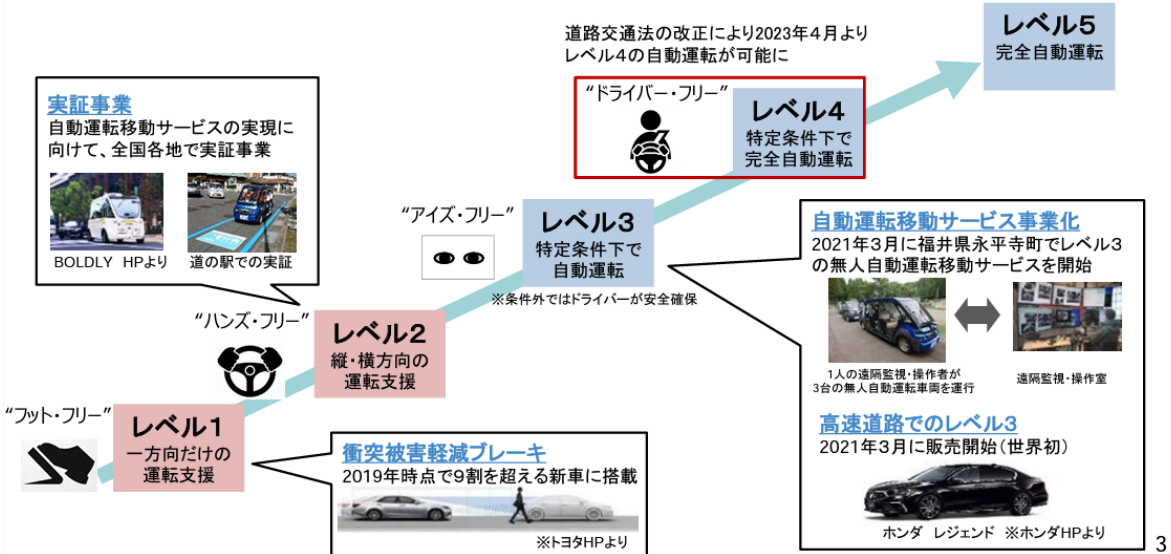 道路交通法の改正により2023年4月より
レベル4の自動運転が可能に
レベル5
完全自動運転
“ドライバー・フリー”
レベル4
特定条件下で
完全自動運転
実証事業
自動運転移動サービスの実現に
向けて、全国各地で実証事業
BOLDLY HPより
道の駅での実証
“アイズ・フリー”
レベル3
特定条件下で
自動運転
※条件外ではドライバーが安全確保
自動運転移動サービス事業化
2021年3月に福井県永平寺町でレベル3
の無人自動運転移動サービスを開始
1人の遠隔監視・操作者が
3台の無人自動運転車両を運行
遠隔監視・操作室
高速道路でのレベル3
2021年3月に販売開始(世界初)
ホンダ レジェンド ※ホンダHPより
“ハンズ・フリー”
レベル2
縦・横方向の
運転支援
“フット・フリー”
レベル1
一方向だけの
運転支援
衝突被害軽減ブレーキ
2019年時点で9割を超える新車に搭載
※トヨタHPより
3